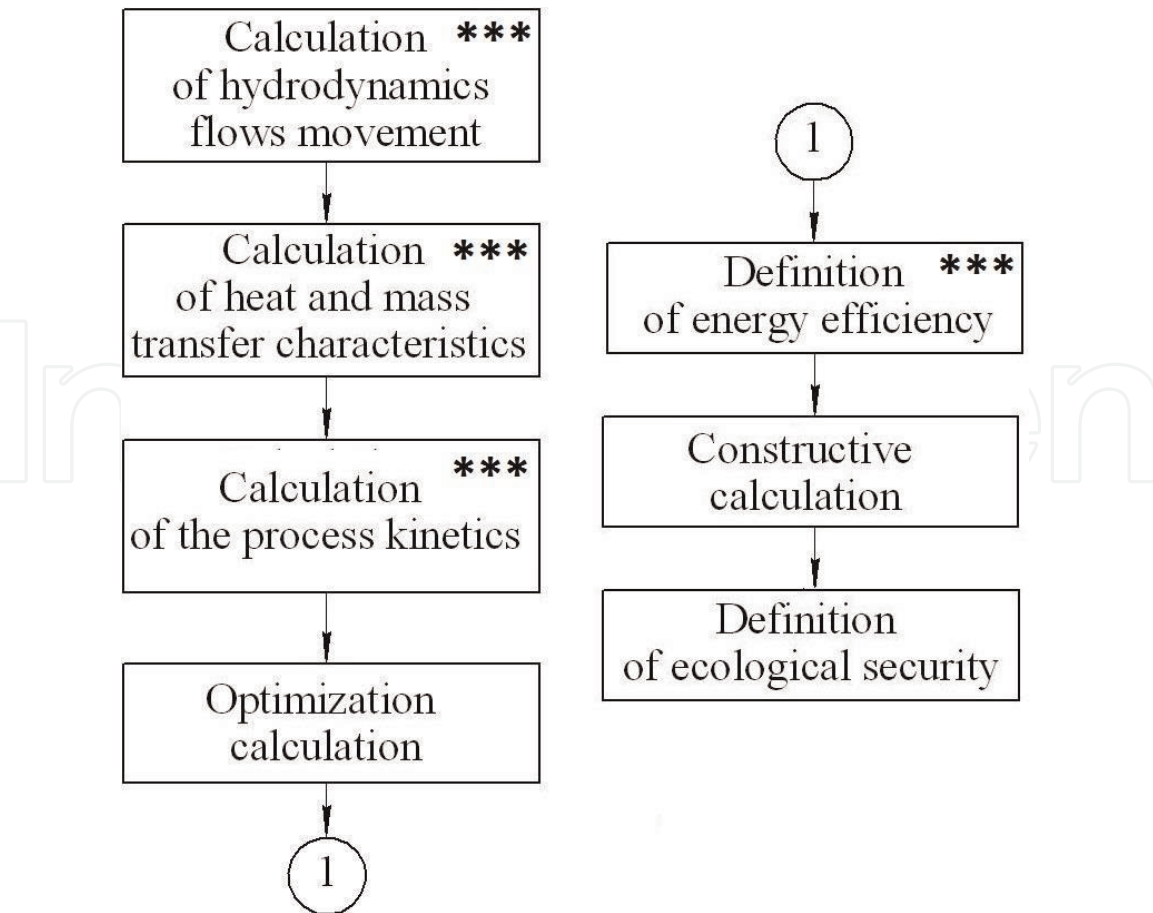 Calculation ***
of hydrodynamics
flows movement
Calculation ***
of heat and mass
transfer characteristics
***
Calculation
of the process kinetics
Optimization
calculation
1
1
Definition ***
of energy efficiency
Constructive
calculation
Definition
of ecological security